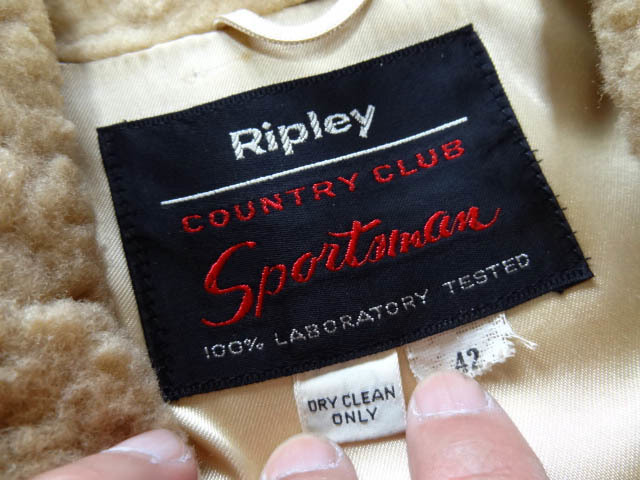 Ripley
COUNTRY CLUB
Sportsman
100% LABORATORY TESTED
DRY CLEAN
ONLY
42